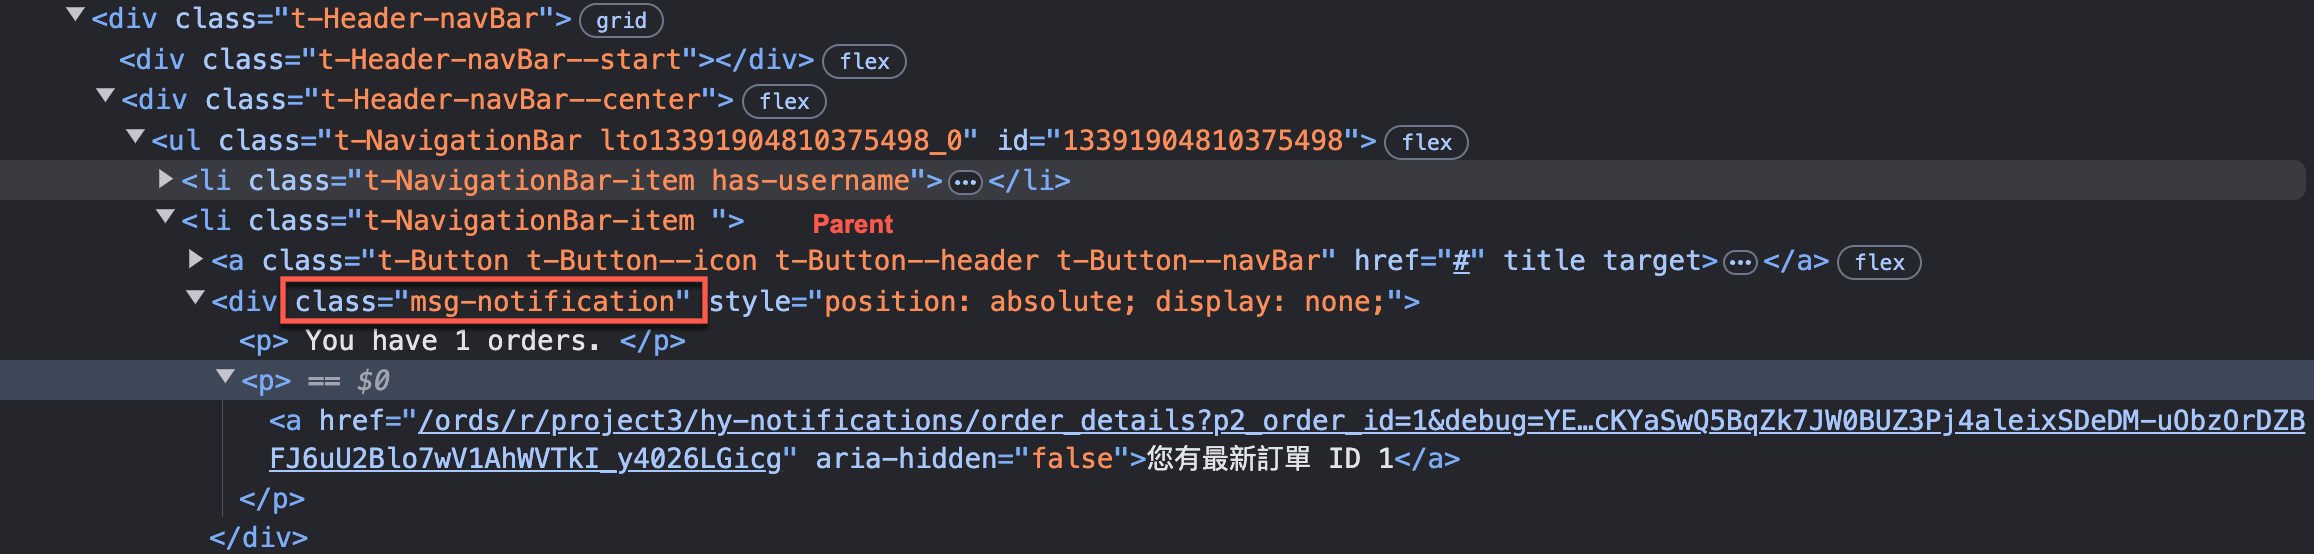 ▼<div class="t-Header-navBar"> grid
<div class="t-Header-navBar--start"></div> flex
▼<div class="t-Header-navBar--center"> flex
▼<ul class="t-NavigationBar lto13391904810375498_0" id="13391904810375498"> flex
▶<li class="t-NavigationBar-item has-username"> ⋯ </li>
▼<li class="t-NavigationBar-item "> Parent
▶<a class="t-Button t-Button--icon t-Button--header t-Button--navBar" href="#" title target> ⋯ </a> flex
▼<div class="msg-notification" style="position: absolute; display: none;">
<p> You have 1 orders. </p>
▼<p> == $0
<a href="/ords/r/project3/hy-notifications/order_details?p2_order_id=1&debug=YE…cKYaSwQ5BqZk7JW0BUZ3Pj4aleixSDeDM-uObzOrDZB
FJ6uU2Blo7wV1AhWVTkI_y4026LGicg" aria-hidden="false">您有最新訂單 ID 1</a>
</p>
</div>